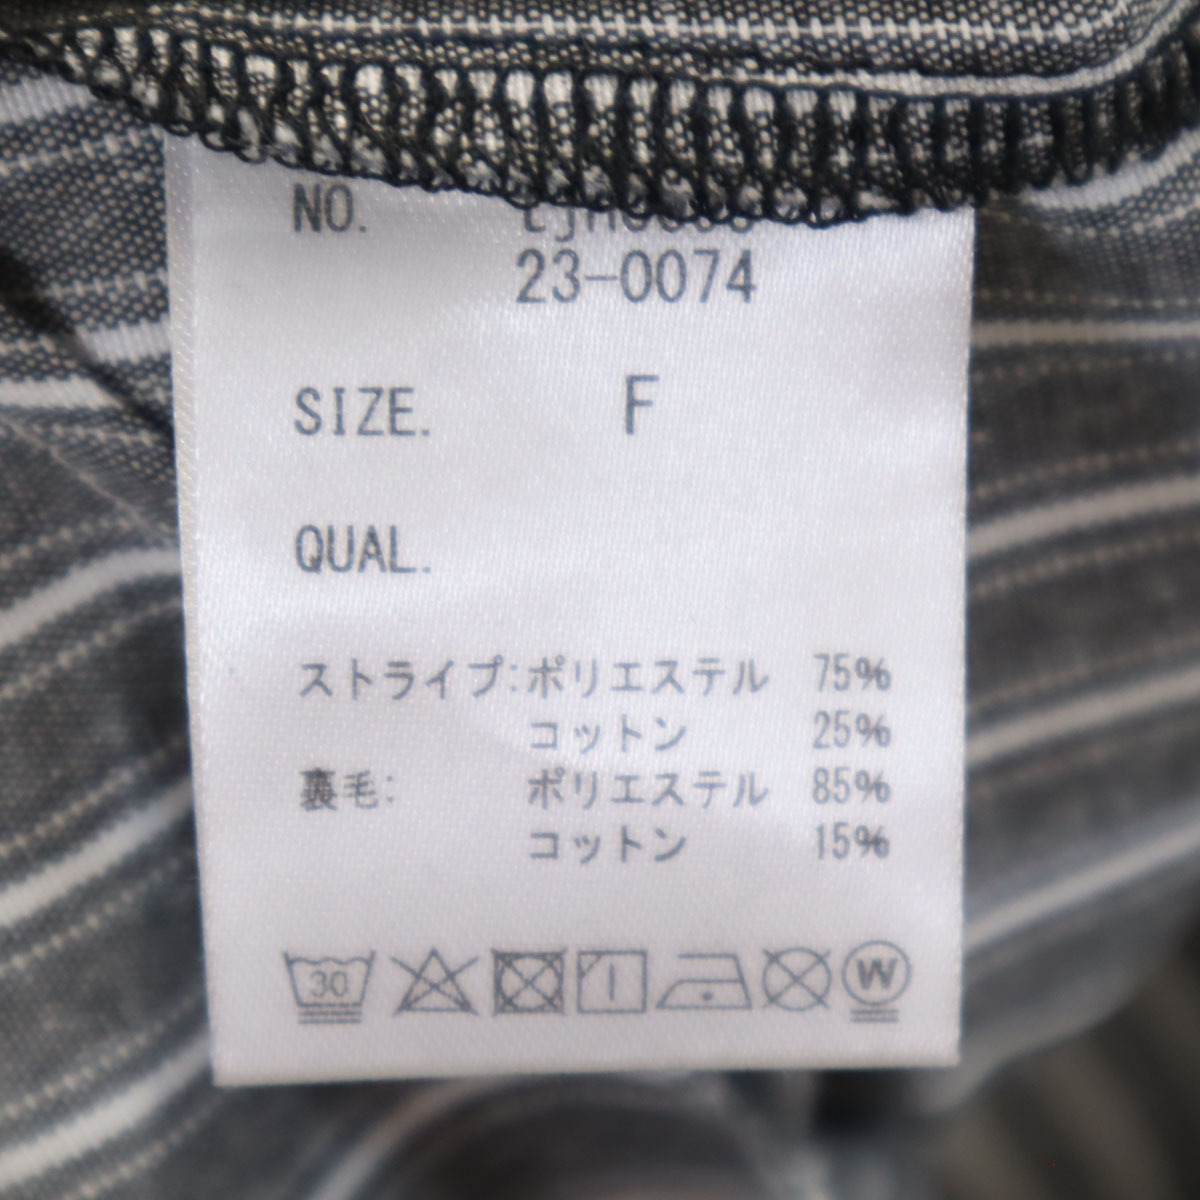 NO.
23-0074
SIZE. F
QUAL.
ストライプ:ポリエステル 75%
コットン 25%
裏毛: ポリエステル 85%
コットン 15%
30 W